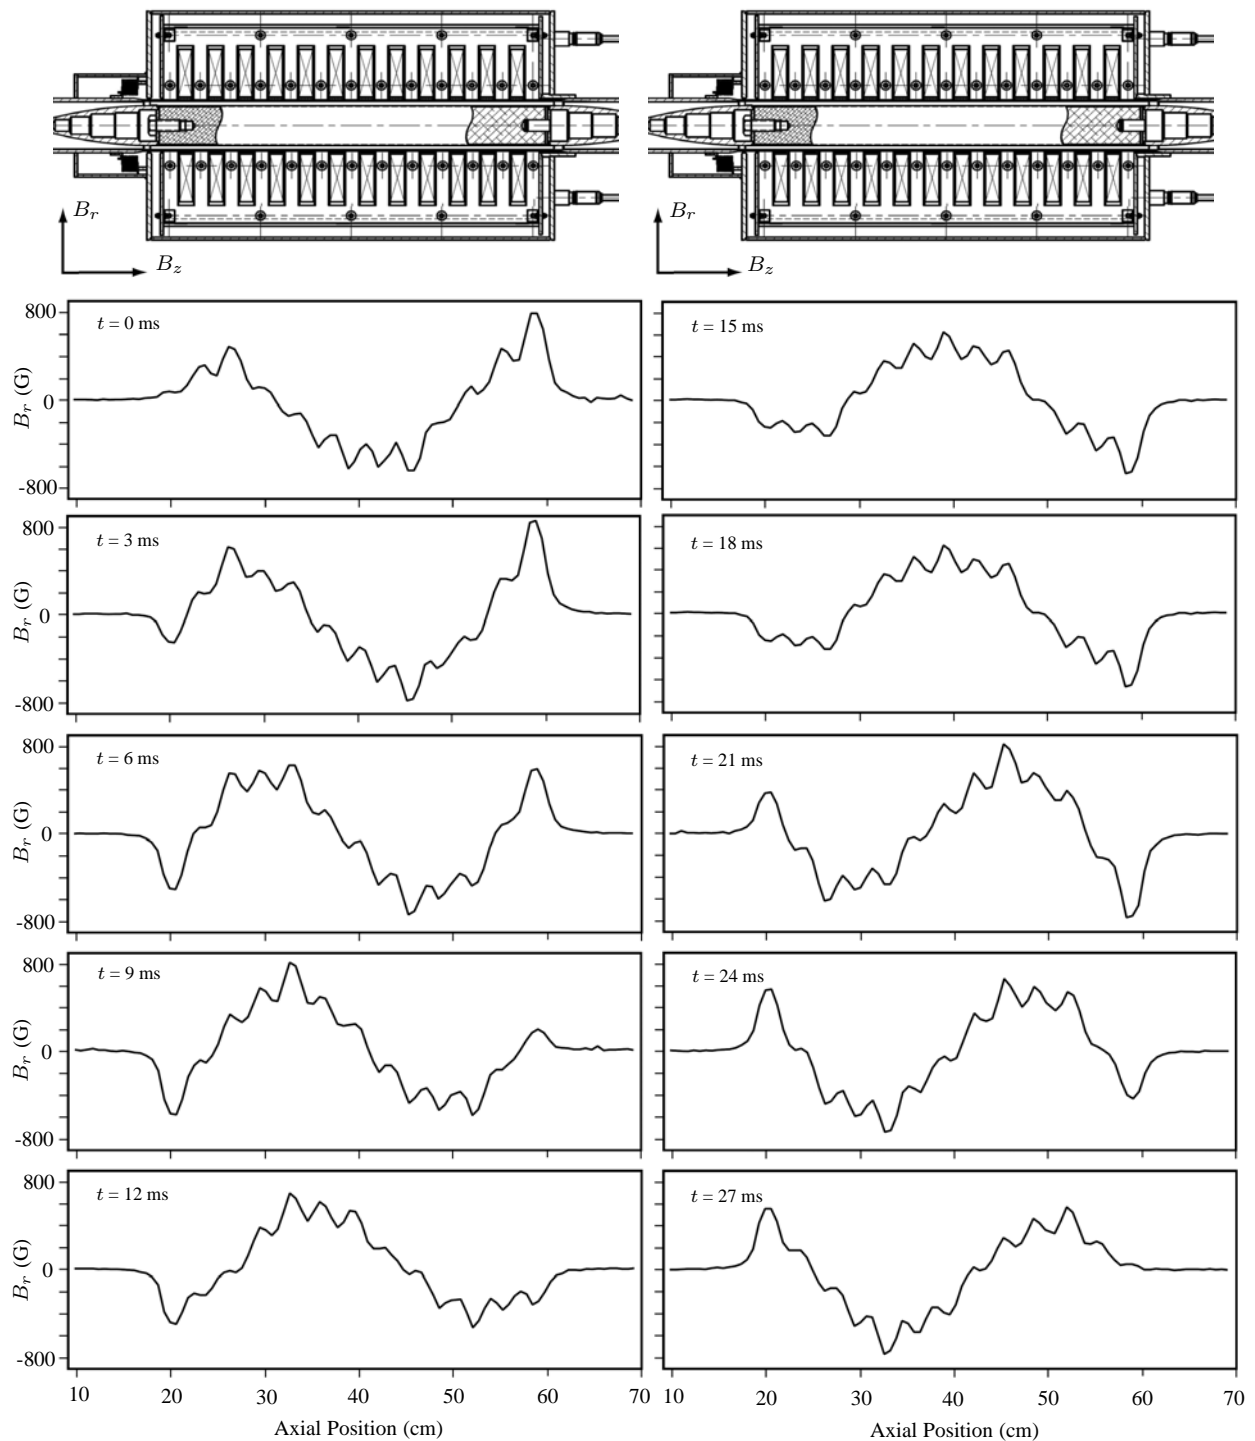 B_r
B_z
B_r
B_z
800
0
-800
B_r (G)
t = 0 ms
t = 15 ms
800
0
-800
B_r (G)
t = 3 ms
t = 18 ms
800
0
-800
B_r (G)
t = 6 ms
t = 21 ms
800
0
-800
B_r (G)
t = 9 ms
t = 24 ms
800
0
-800
B_r (G)
t = 12 ms
t = 27 ms
10 20 30 40 50 60 70
10 20 30 40 50 60 70
Axial Position (cm)
Axial Position (cm)